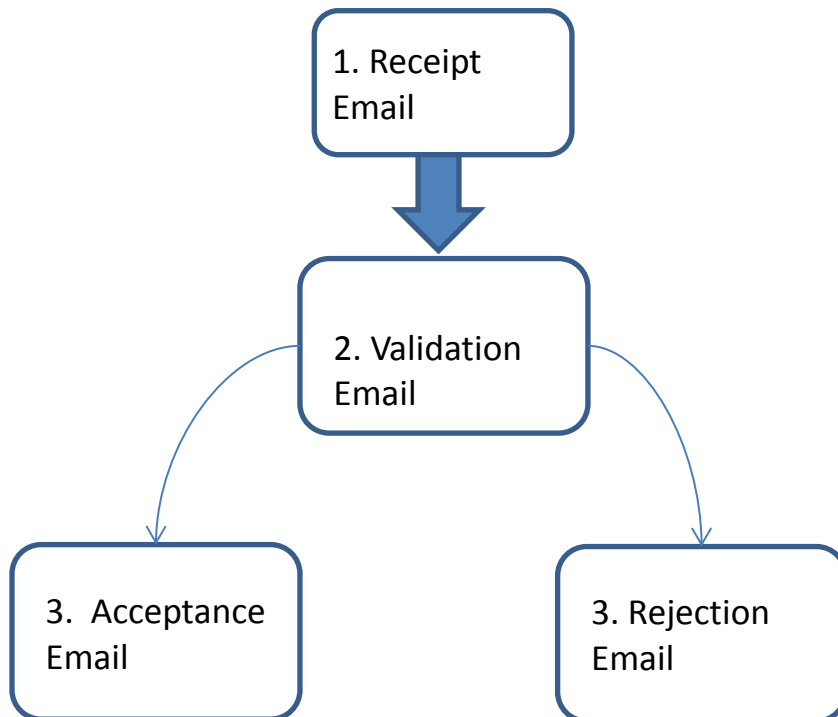 1. Receipt
Email
2. Validation
Email
3.  Acceptance
Email
3. Rejection
Email